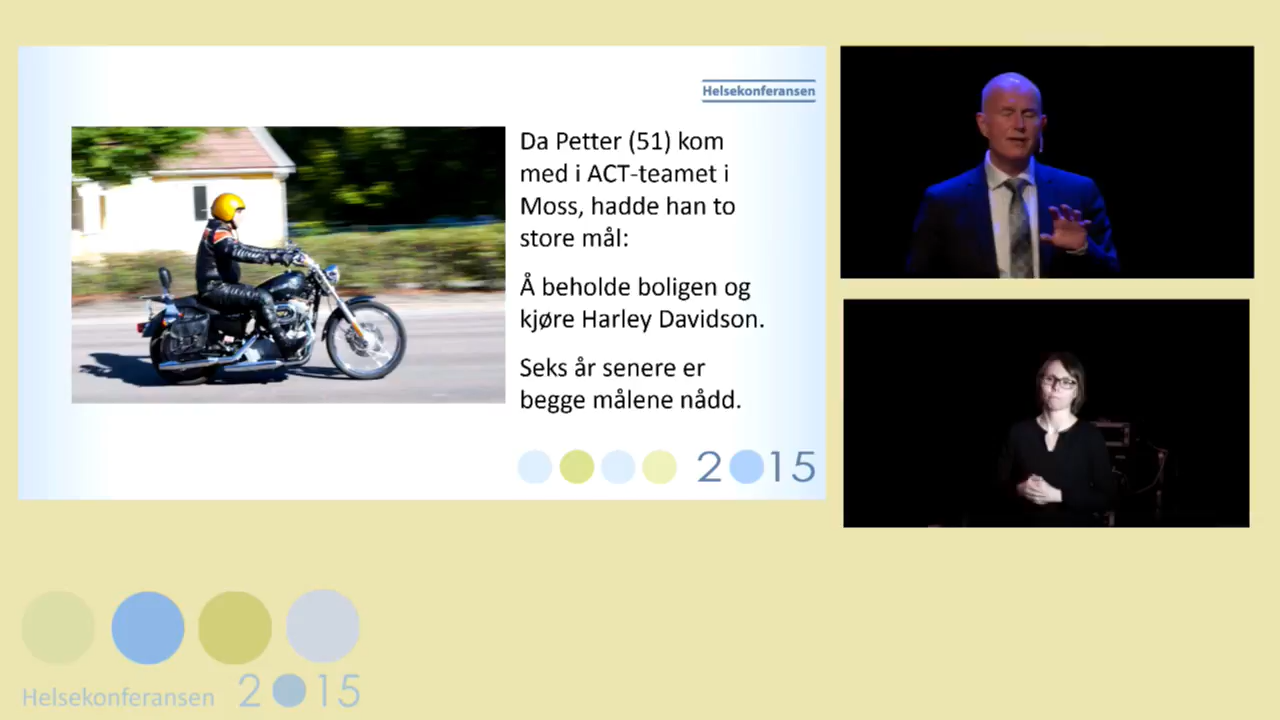 Helsekonferansen
Da Petter (51) kom
med i ACT-teamet i
Moss, hadde han to
store mål:
Å beholde boligen og
kjøre Harley Davidson.
Seks år senere er
begge målene nådd.
2015
Helsekonferansen 2015